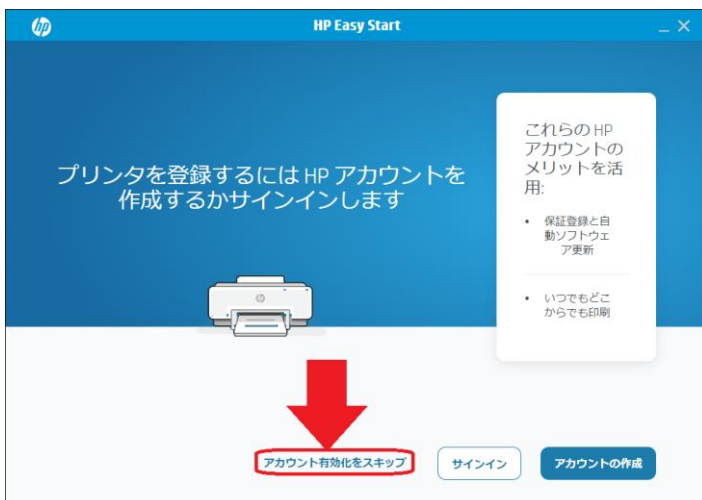 hp
HP Easy Start
プリンタを登録するには HP アカウントを
作成するかサインインします
これらの HP
アカウントの
メリットを活
用:
• 保証登録と自
動ソフトウェ
ア更新
• いつでもどこ
からでも印刷
アカウント有効化をスキップ
サインイン
アカウントの作成